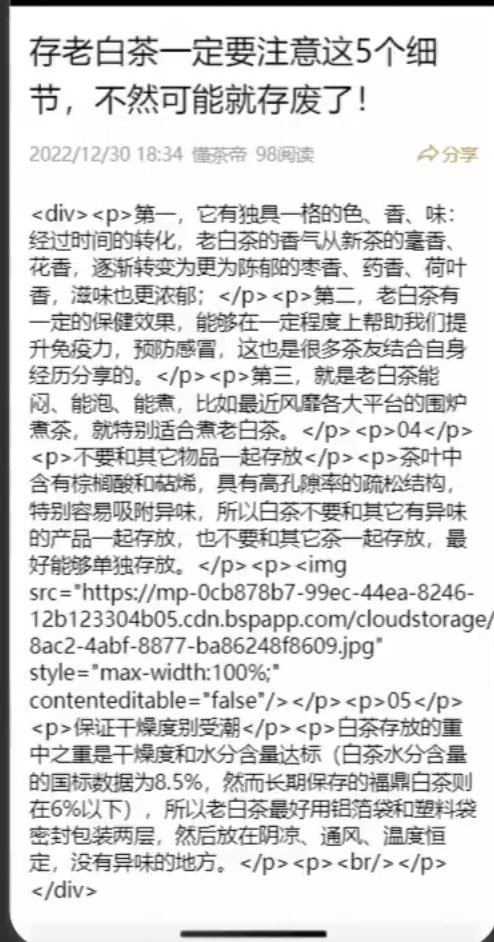 存老白茶一定要注意这5个细
节，不然可能就存废了！
2022/12/30 18:34 懂茶帝 98阅读
分享
<div><p>第一，它有独具一格的色、香、味：
经过时间的转化，老白茶的香气从新茶的毫香、
花香，逐渐转变为更为陈郁的枣香、药香、荷叶
香，滋味也更浓郁；</p><p>第二，老白茶有
一定的保健效果，能够在一定程度上帮助我们提
升免疫力，预防感冒，这也是很多茶友结合自身
经历分享的。</p><p>第三，就是老白茶能
闷、能泡、能煮，比如最近风靡各大平台的围炉
煮茶，就特别适合煮老白茶。</p><p>04</p>
<p>不要和其它物品一起存放</p><p>茶叶中
含有棕榈酸和萜烯，具有高孔隙率的疏松结构，
特别容易吸附异味，所以白茶不要和其它有异味
的产品一起存放，也不要和其它茶一起存放，最
好能够单独存放。</p><p><img
src="https://mp-0cb878b7-99ec-44ea-8246-
12b123304b05.cdn.bspapp.com/cloudstorage/
8ac2-4abf-8877-ba86248f8609.jpg"
style="max-width:100%;"
contenteditable="false"/></p><p>05</p>
<p>保证干燥度别受潮</p><p>白茶存放的重
中之重是干燥度和水分含量达标（白茶水分含量
的国标数据为8.5%，然而长期保存的福鼎白茶则
在6%以下），所以老白茶最好用铝箔袋和塑料袋
密封包装两层，然后放在阴凉、通风、温度恒
定，没有异味的地方。</p><p><br/></p>
</div>